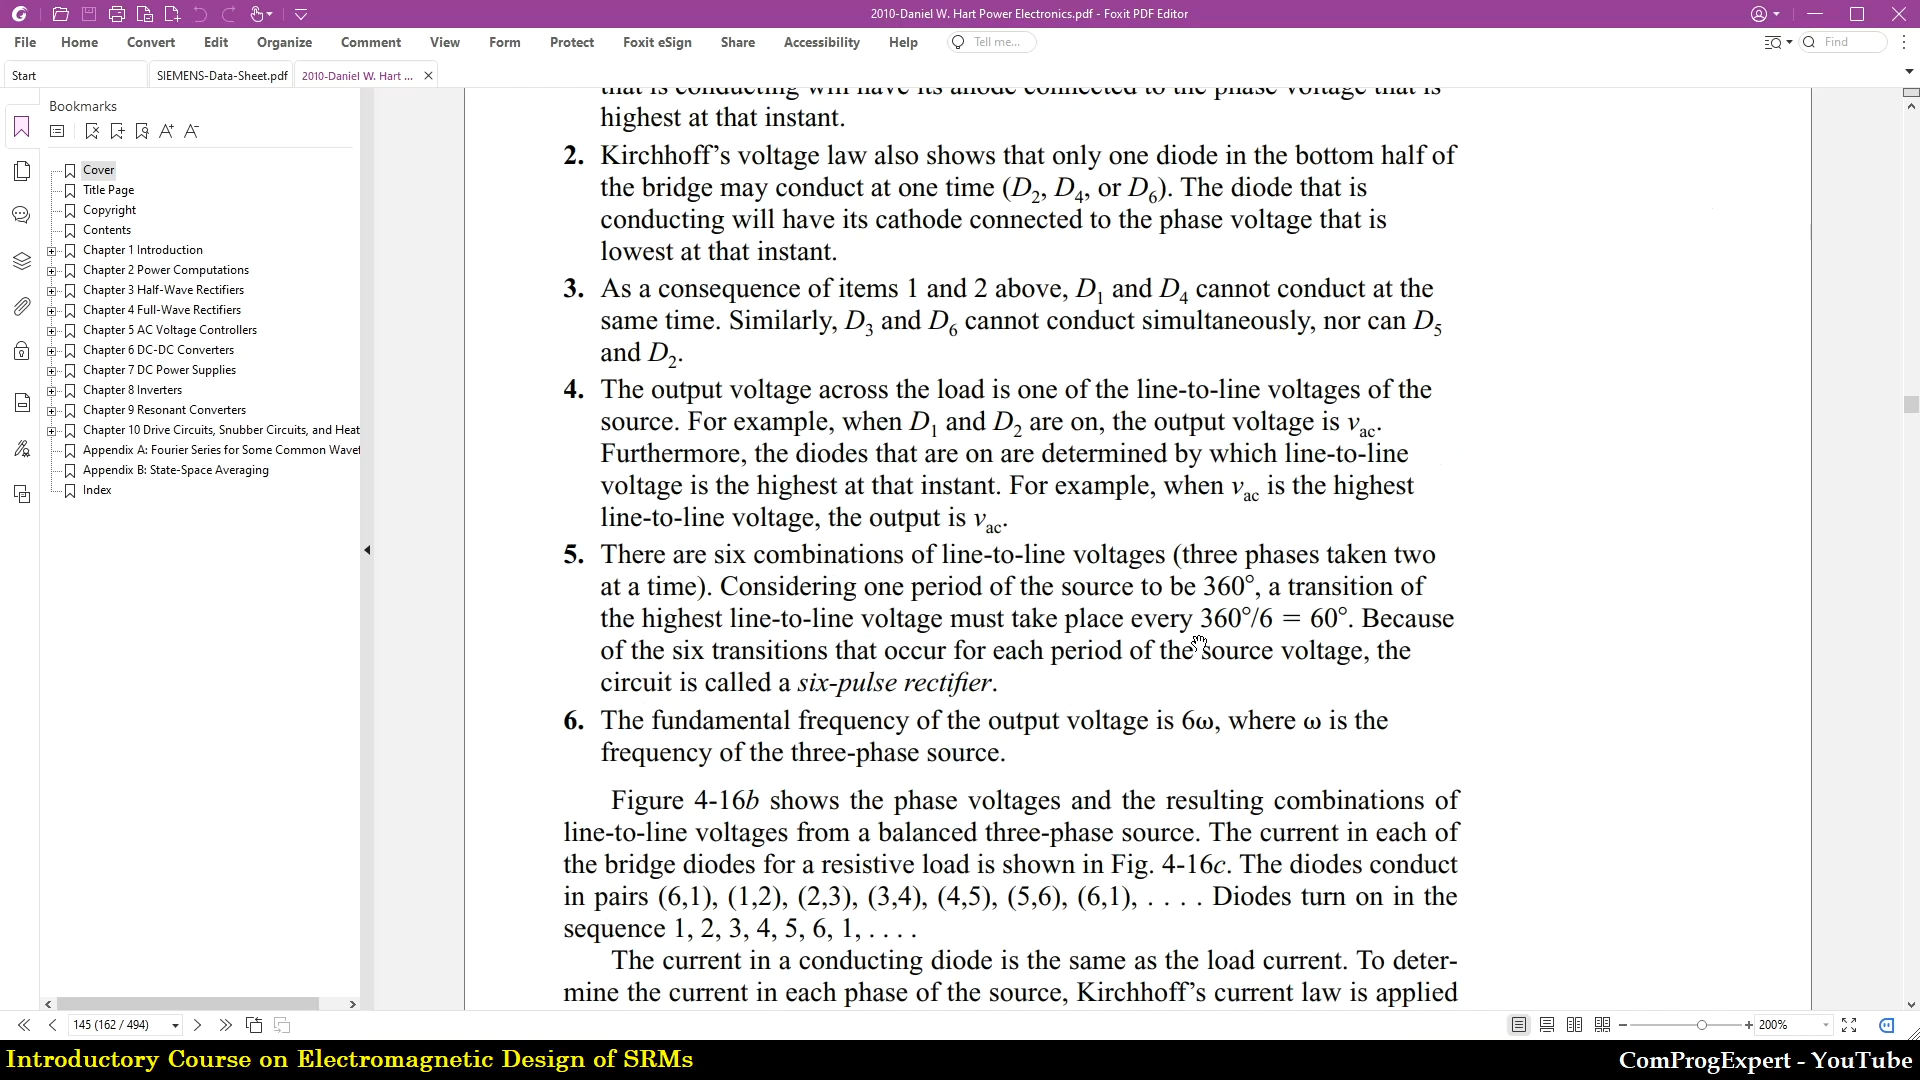 2010-Daniel W. Hart Power Electronics.pdf - Foxit PDF Editor
File Home Convert Edit Organize Comment View Form Protect Foxit eSign Share Accessibility Help Tell me... Find
Start SIEMENS-Data-Sheet.pdf 2010-Daniel W. Hart ...
Bookmarks
Cover
Title Page
Copyright
Contents
Chapter 1 Introduction
Chapter 2 Power Computations
Chapter 3 Half-Wave Rectifiers
Chapter 4 Full-Wave Rectifiers
Chapter 5 AC Voltage Controllers
Chapter 6 DC-DC Converters
Chapter 7 DC Power Supplies
Chapter 8 Inverters
Chapter 9 Resonant Converters
Chapter 10 Drive Circuits, Snubber Circuits, and Heat
Appendix A: Fourier Series for Some Common Wavef
Appendix B: State-Space Averaging
Index
that is conducting will have its anode connected to the phase voltage that is
highest at that instant.
2. Kirchhoff's voltage law also shows that only one diode in the bottom half of
the bridge may conduct at one time (D2, D4, or D6). The diode that is
conducting will have its cathode connected to the phase voltage that is
lowest at that instant.
3. As a consequence of items 1 and 2 above, D1 and D4 cannot conduct at the
same time. Similarly, D3 and D6 cannot conduct simultaneously, nor can D5
and D2.
4. The output voltage across the load is one of the line-to-line voltages of the
source. For example, when D1 and D2 are on, the output voltage is vac.
Furthermore, the diodes that are on are determined by which line-to-line
voltage is the highest at that instant. For example, when vac is the highest
line-to-line voltage, the output is vac.
5. There are six combinations of line-to-line voltages (three phases taken two
at a time). Considering one period of the source to be 360°, a transition of
the highest line-to-line voltage must take place every 360°/6 = 60°. Because
of the six transitions that occur for each period of the source voltage, the
circuit is called a six-pulse rectifier.
6. The fundamental frequency of the output voltage is 6ω, where ω is the
frequency of the three-phase source.
Figure 4-16b shows the phase voltages and the resulting combinations of
line-to-line voltages from a balanced three-phase source. The current in each of
the bridge diodes for a resistive load is shown in Fig. 4-16c. The diodes conduct
in pairs (6,1), (1,2), (2,3), (3,4), (4,5), (5,6), (6,1), . . . . Diodes turn on in the
sequence 1, 2, 3, 4, 5, 6, 1, . . . .
The current in a conducting diode is the same as the load current. To deter-
mine the current in each phase of the source, Kirchhoff's current law is applied
145 (162 / 494) 200%
Introductory Course on Electromagnetic Design of SRMs ComProgExpert - YouTube